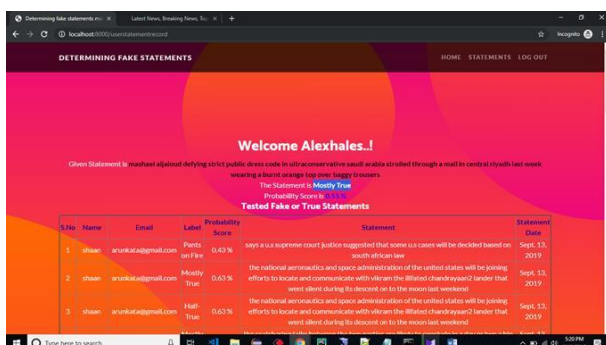 Determining fake statements ma
Latest News, Breaking News, To
localhost:8000/userstatementrecord
Incognito
DETERMINING FAKE STATEMENTS
HOME STATEMENTS LOG OUT
Welcome Alexhales..!
Given Statement is mashael aljaloud defying strict public dress code in ultraconservative saudi arabia strolled through a mall in central riyadh last week
wearing a burnt orange top over baggy trousers
The Statement is Mostly True
Probability Score is 0.55 %
Tested Fake or True Statements
S.No Name Email Label Probability Score Statement Statement Date
1 shaan arunkata@gmail.com Pants on Fire 0.43 % says a u.s supreme court justice suggested that some u.s cases will be decided based on south african law Sept. 13, 2019
2 shaan arunkata@gmail.com Mostly True 0.63 % the national aeronautics and space administration of the united states will be joining efforts to locate and communicate with vikram the illfated chandrayaan2 lander that went silent during its descent on to the moon last weekend Sept. 13, 2019
3 shaan arunkata@gmail.com Half-True 0.63 % the national aeronautics and space administration of the united states will be joining efforts to locate and communicate with vikram the illfated chandrayaan2 lander that went silent during its descent on to the moon last weekend Sept. 13, 2019
Type here to search
5:20 PM